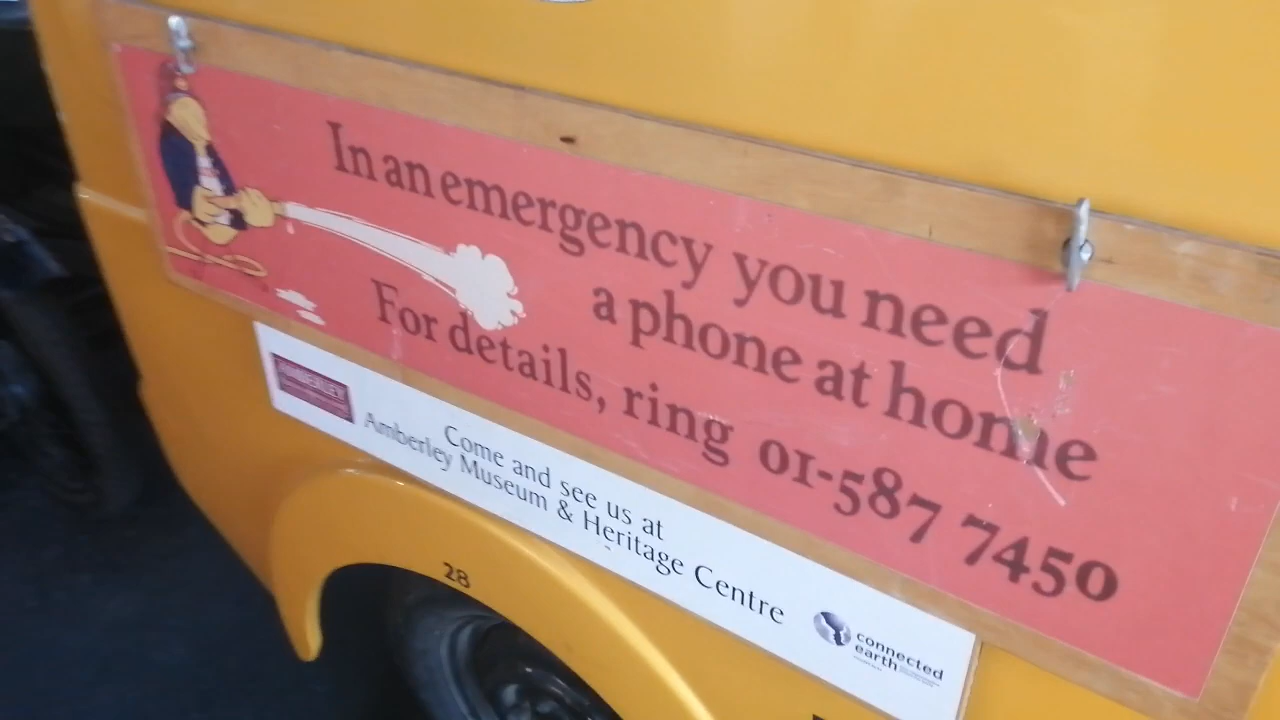 In an emergency you need
a phone at home
For details, ring 01-587 7450
AMBERLEY
Come and see us at
Amberley Museum & Heritage Centre
connected
earth
28